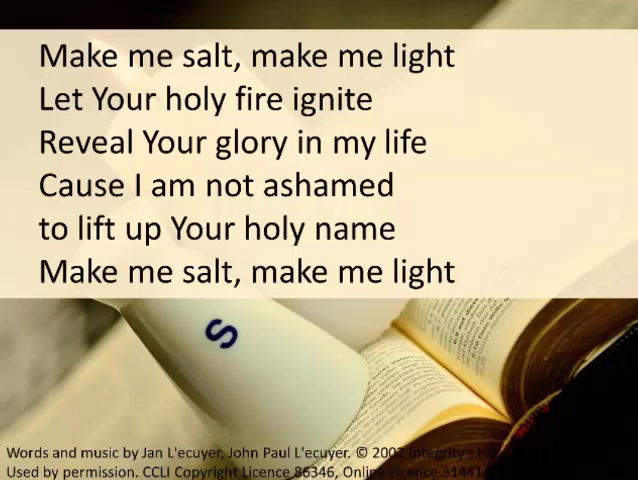 Make me salt, make me light
Let Your holy fire ignite
Reveal Your glory in my life
Cause I am not ashamed
to lift up Your holy name
Make me salt, make me light
S
Words and music by Jan L'ecuyer, John Paul L'ecuyer. © 2002 Integrity's
Used by permission. CCLI Copyright Licence 86346, Online Licence